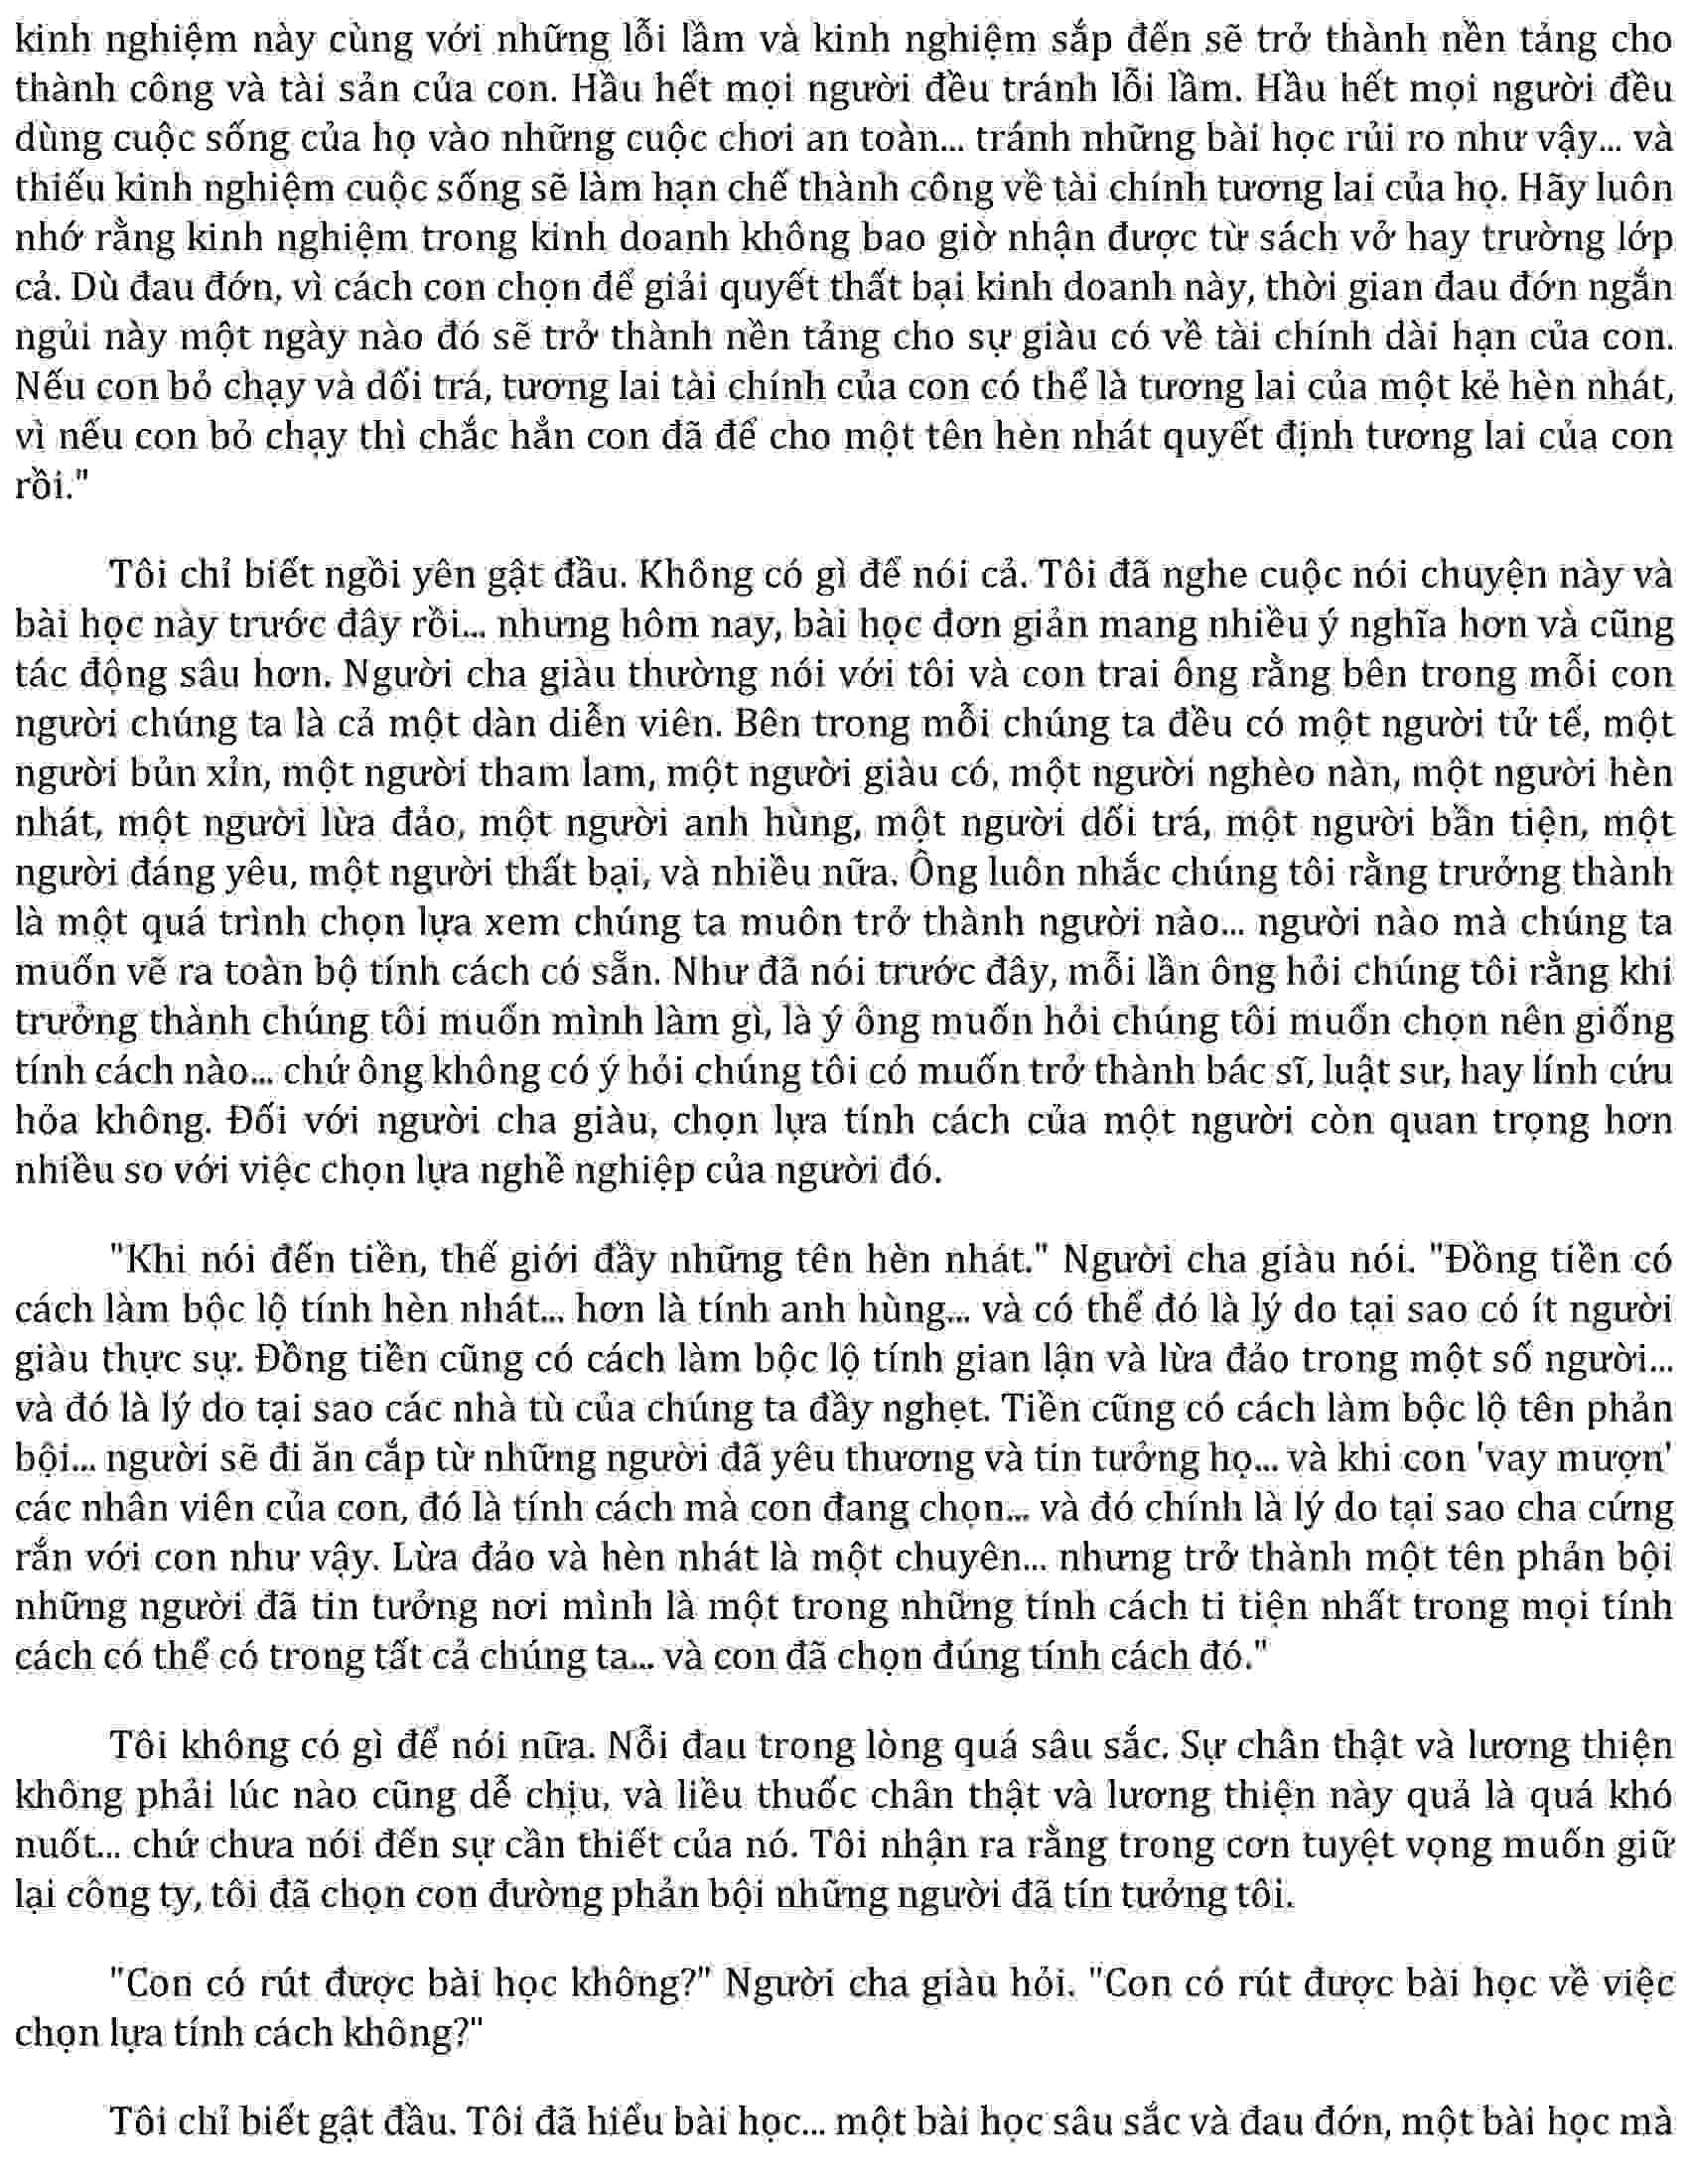 kinh nghiệm này cùng với những lỗi lầm và kinh nghiệm sắp đến sẽ trở thành nền tảng cho
thành công và tài sản của con. Hầu hết mọi người đều tránh lỗi lầm. Hầu hết mọi người đều
dùng cuộc sống của họ vào những cuộc chơi an toàn... tránh những bài học rủi ro như vậy... và
thiếu kinh nghiệm cuộc sống sẽ làm hạn chế thành công về tài chính tương lai của họ. Hãy luôn
nhớ rằng kinh nghiệm trong kinh doanh không bao giờ nhận được từ sách vở hay trường lớp
cả. Dù đau đớn, vì cách con chọn để giải quyết thất bại kinh doanh này, thời gian đau đớn ngắn
ngủi này một ngày nào đó sẽ trở thành nền tảng cho sự giàu có về tài chính dài hạn của con.
Nếu con bỏ chạy và dối trá, tương lai tài chính của con có thể là tương lai của một kẻ hèn nhát,
vì nếu con bỏ chạy thì chắc hẳn con đã để cho một tên hèn nhát quyết định tương lai của con
rồi."
Tôi chỉ biết ngồi yên gật đầu. Không có gì để nói cả. Tôi đã nghe cuộc nói chuyện này và
bài học này trước đây rồi... nhưng hôm nay, bài học đơn giản mang nhiều ý nghĩa hơn và cũng
tác động sâu hơn. Người cha giàu thường nói với tôi và con trai ông rằng bên trong mỗi con
người chúng ta là cả một dàn diễn viên. Bên trong mỗi chúng ta đều có một người tử tế, một
người bủn xỉn, một người tham lam, một người giàu có, một người nghèo nàn, một người hèn
nhát, một người lừa đảo, một người anh hùng, một người dối trá, một người bần tiện, một
người đáng yêu, một người thất bại, và nhiều nữa. Ông luôn nhắc chúng tôi rằng trưởng thành
là một quá trình chọn lựa xem chúng ta muôn trở thành người nào... người nào mà chúng ta
muốn vẽ ra toàn bộ tính cách có sẵn. Như đã nói trước đây, mỗi lần ông hỏi chúng tôi rằng khi
trưởng thành chúng tôi muốn mình làm gì, là ý ông muốn hỏi chúng tôi muốn chọn nên giống
tính cách nào... chứ ông không có ý hỏi chúng tôi có muốn trở thành bác sĩ, luật sư, hay lính cứu
hỏa không. Đối với người cha giàu, chọn lựa tính cách của một người còn quan trọng hơn
nhiều so với việc chọn lựa nghề nghiệp của người đó.
"Khi nói đến tiền, thế giới đầy những tên hèn nhát." Người cha giàu nói. "Đồng tiền có
cách làm bộc lộ tính hèn nhát... hơn là tính anh hùng... và có thể đó là lý do tại sao có ít người
giàu thực sự. Đồng tiền cũng có cách làm bộc lộ tính gian lận và lừa đảo trong một số người...
và đó là lý do tại sao các nhà tù của chúng ta đầy nghẹt. Tiền cũng có cách làm bộc lộ tên phản
bội... người sẽ đi ăn cắp từ những người đã yêu thương và tin tưởng họ... và khi con 'vay mượn'
các nhân viên của con, đó là tính cách mà con đang chọn... và đó chính là lý do tại sao cha cứng
rắn với con như vậy. Lừa đảo và hèn nhát là một chuyên... nhưng trở thành một tên phản bội
những người đã tin tưởng nơi mình là một trong những tính cách ti tiện nhất trong mọi tính
cách có thể có trong tất cả chúng ta... và con đã chọn đúng tính cách đó."
Tôi không có gì để nói nữa. Nỗi đau trong lòng quá sâu sắc. Sự chân thật và lương thiện
không phải lúc nào cũng dễ chịu, và liều thuốc chân thật và lương thiện này quả là quá khó
nuốt... chứ chưa nói đến sự cần thiết của nó. Tôi nhận ra rằng trong cơn tuyệt vọng muốn giữ
lại công ty, tôi đã chọn con đường phản bội những người đã tín tưởng tôi.
"Con có rút được bài học không?" Người cha giàu hỏi. "Con có rút được bài học về việc
chọn lựa tính cách không?"
Tôi chỉ biết gật đầu. Tôi đã hiểu bài học... một bài học sâu sắc và đau đớn, một bài học mà